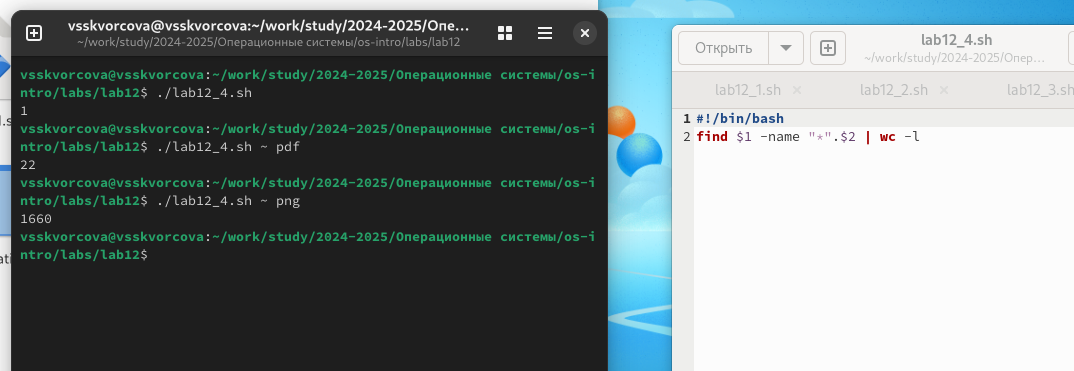 vsskvorcova@vsskvorcova:~/work/study/2024-2025/Опе…
~/work/study/2024-2025/Операционные системы/os-intro/labs/lab12
vsskvorcova@vsskvorcova:~/work/study/2024-2025/Операционные системы/os-i
ntro/labs/lab12$ ./lab12_4.sh
1
vsskvorcova@vsskvorcova:~/work/study/2024-2025/Операционные системы/os-i
ntro/labs/lab12$ ./lab12_4.sh ~ pdf
22
vsskvorcova@vsskvorcova:~/work/study/2024-2025/Операционные системы/os-i
ntro/labs/lab12$ ./lab12_4.sh ~ png
1660
vsskvorcova@vsskvorcova:~/work/study/2024-2025/Операционные системы/os-i
ntro/labs/lab12$
Открыть
lab12_4.sh
~/work/study/2024-2025/Опер…
lab12_1.sh
lab12_2.sh
lab12_3.sh
1 #!/bin/bash
2 find $1 -name "*".$2 | wc -l